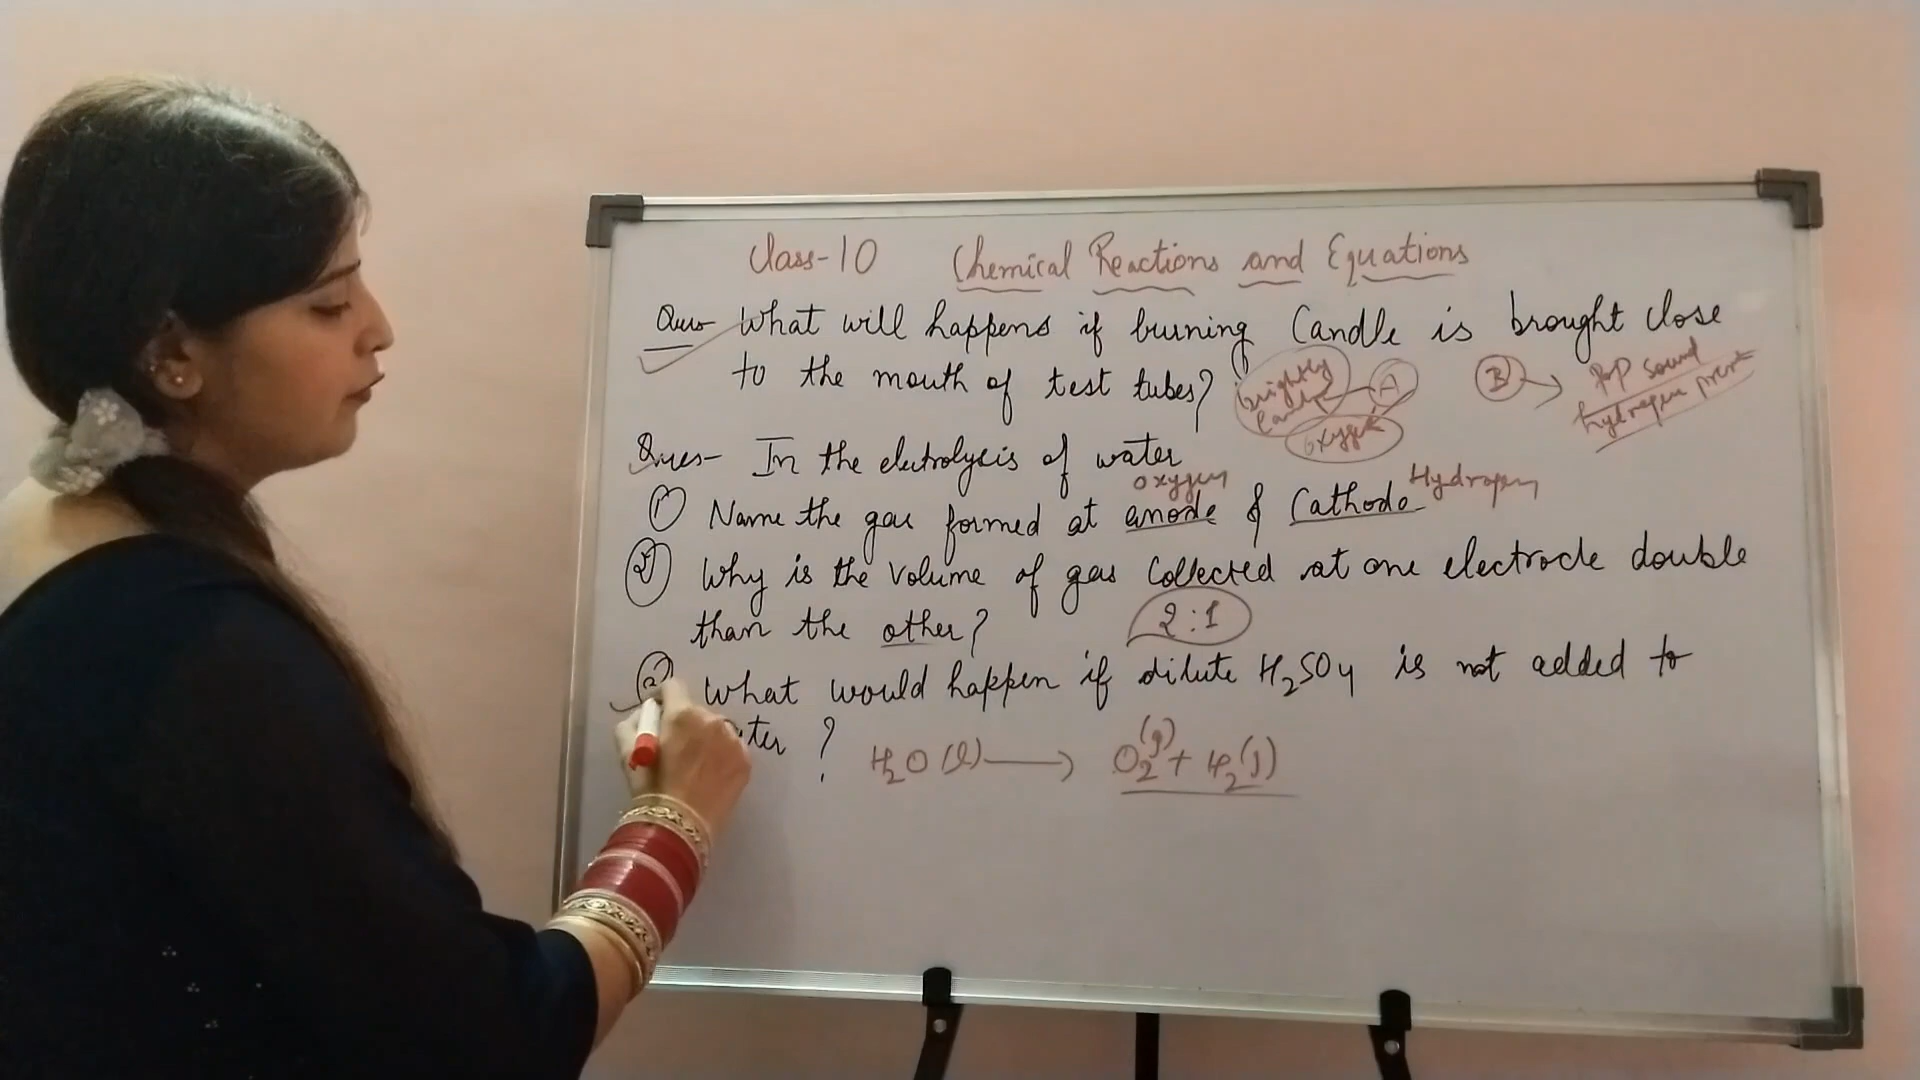 Class-10 Chemical Reactions and Equations
Ques- What will happens if burning Candle is brought close
to the mouth of test tubes?
brightly A B → Pop sound
oxygen hydrogen
Ques- In the electrolysis of water
oxygen Hydrogen
① Name the gas formed at anode & Cathode
② Why is the Volume of gas Collected at one electrode double
than the other? 2:1
③ What would happen if dilute H₂SO₄ is not added to
?
H₂O (l) → O₂(g) + H₂(g)